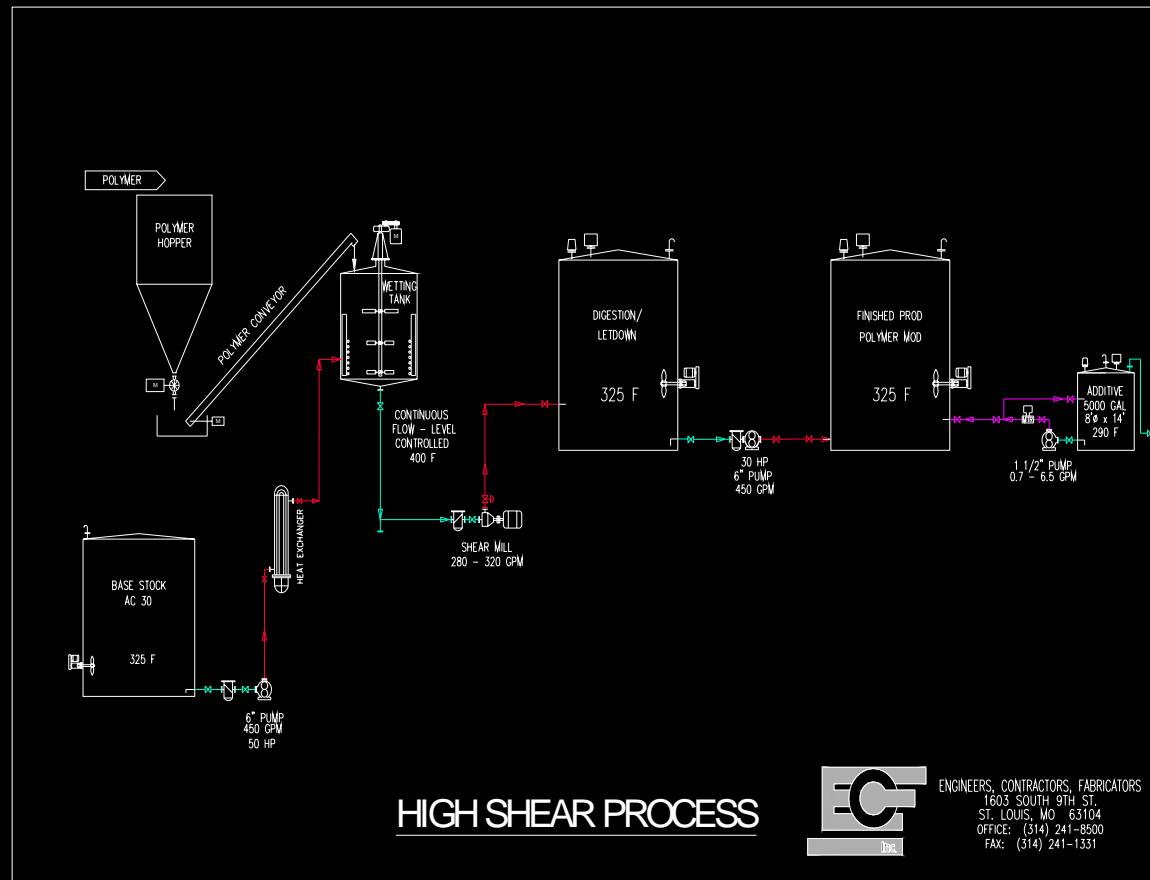 POLYMER
POLYMER
HOPPER
POLYMER CONVEYOR
M
M
M
WETTING
TANK
CONTINUOUS
FLOW - LEVEL
CONTROLLED
400 F
DIGESTION/
LETDOWN
325 F
FINISHED PROD
POLYMER MOD
325 F
ADDITIVE
5000 GAL
8'ø x 14'
290 F
1 1/2" PUMP
0.7 - 6.5 GPM
30 HP
6" PUMP
450 GPM
SHEAR MILL
280 - 320 GPM
HEAT EXCHANGER
BASE STOCK
AC 30
325 F
6" PUMP
450 GPM
50 HP
HIGH SHEAR PROCESS
ECF
Inc.
ENGINEERS, CONTRACTORS, FABRICATORS
1603 SOUTH 9TH ST.
ST. LOUIS, MO 63104
OFFICE: (314) 241-8500
FAX: (314) 241-1331